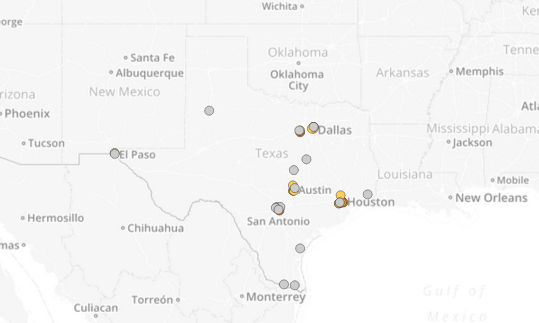 Wichita
George
Oklahoma
Tenne
Santa Fe
Albuquerque
Oklahoma
City
Arkansas
Memphis
New Mexico
rizona
Phoenix
Atl
Dallas
Mississippi
Alabama
Tucson
El Paso
Texas
Jackson
Louisiana
Mobile
Austin
New Orleans
Hermosillo
Houston
Chihuahua
San Antonio
mas
Gulf of
Mexico
Torreón
Monterrey
Culiacan